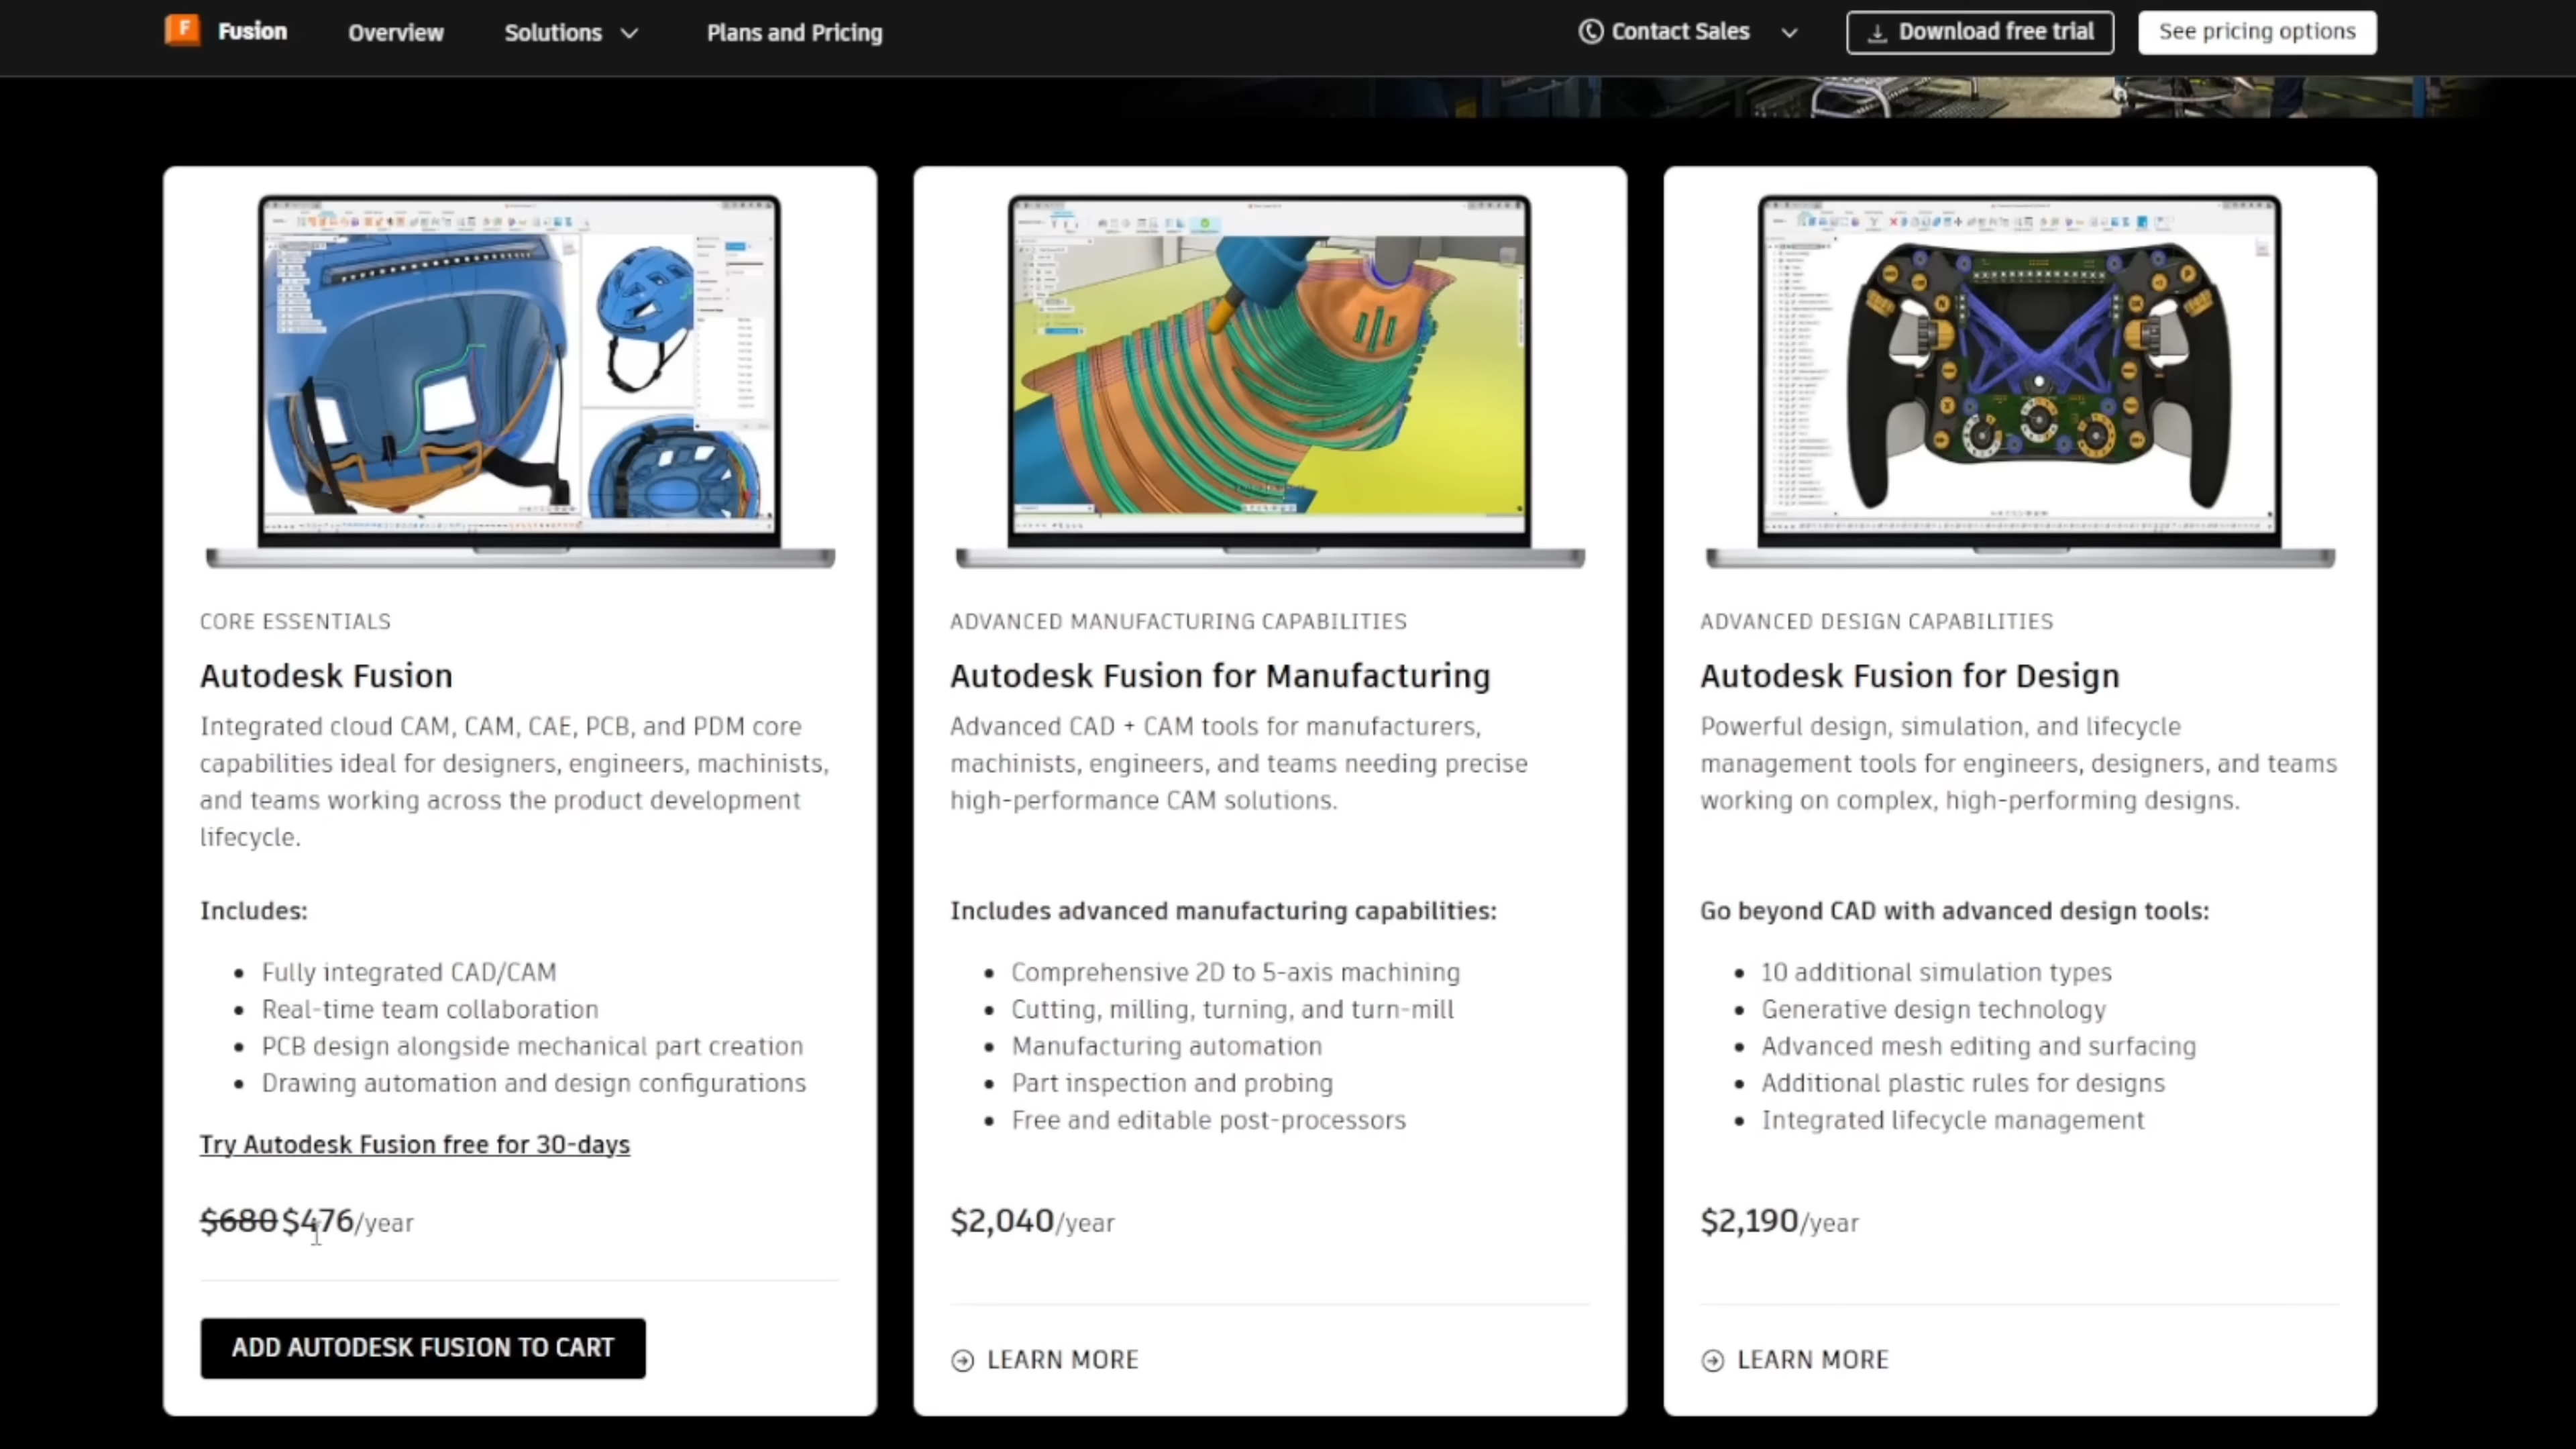 F Fusion Overview Solutions Plans and Pricing Contact Sales Download free trial See pricing options
CORE ESSENTIALS
Autodesk Fusion
Integrated cloud CAM, CAM, CAE, PCB, and PDM core
capabilities ideal for designers, engineers, machinists,
and teams working across the product development
lifecycle.
Includes:
Fully integrated CAD/CAM
Real-time team collaboration
PCB design alongside mechanical part creation
Drawing automation and design configurations
Try Autodesk Fusion free for 30-days
$680 $476/year
ADD AUTODESK FUSION TO CART
ADVANCED MANUFACTURING CAPABILITIES
Autodesk Fusion for Manufacturing
Advanced CAD + CAM tools for manufacturers,
machinists, engineers, and teams needing precise
high-performance CAM solutions.
Includes advanced manufacturing capabilities:
Comprehensive 2D to 5-axis machining
Cutting, milling, turning, and turn-mill
Manufacturing automation
Part inspection and probing
Free and editable post-processors
$2,040/year
LEARN MORE
ADVANCED DESIGN CAPABILITIES
Autodesk Fusion for Design
Powerful design, simulation, and lifecycle
management tools for engineers, designers, and teams
working on complex, high-performing designs.
Go beyond CAD with advanced design tools:
10 additional simulation types
Generative design technology
Advanced mesh editing and surfacing
Additional plastic rules for designs
Integrated lifecycle management
$2,190/year
LEARN MORE